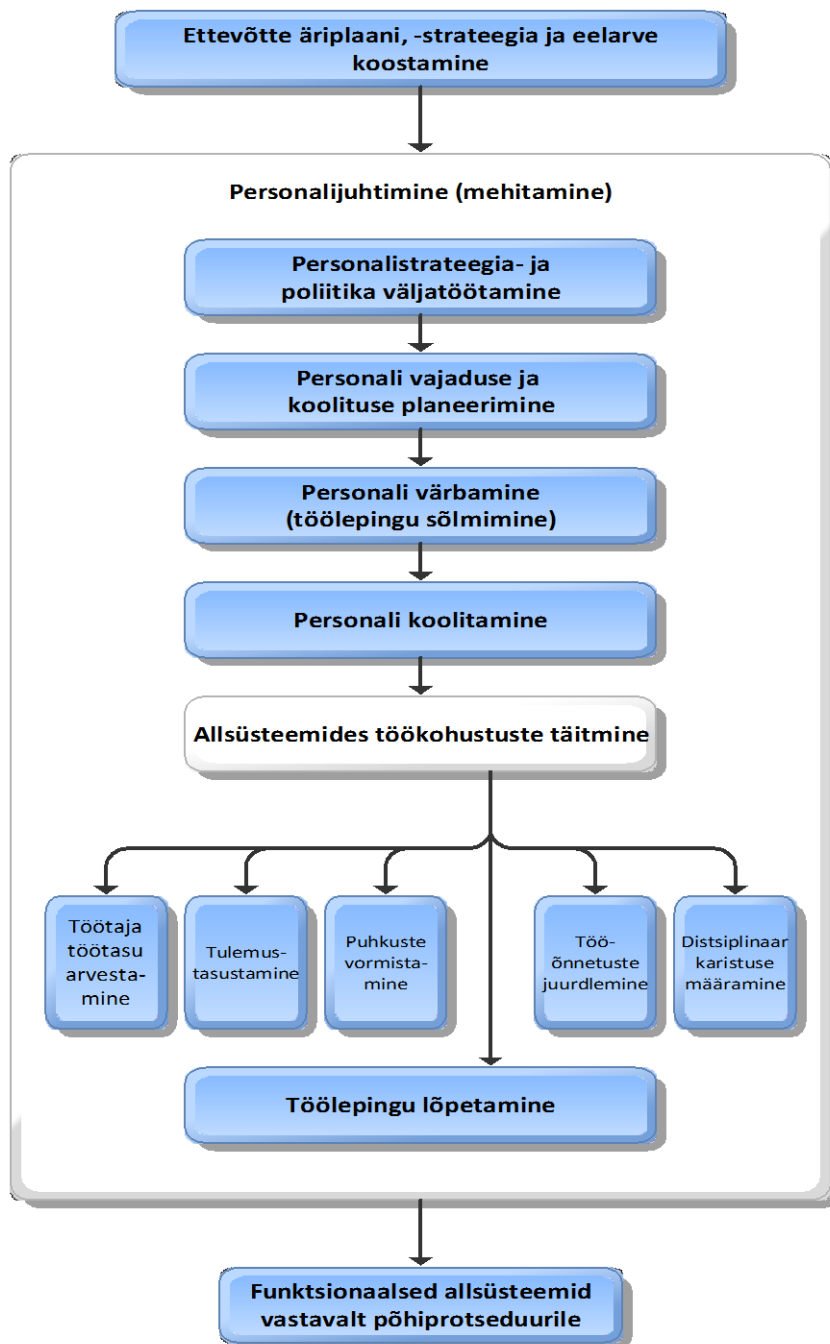 Ettevõtte äriplaani, -strateegia ja eelarve
koostamine
Personalijuhtimine (mehitamine)
Personalistrateegia- ja
poliitika väljatöötamine
Personali vajaduse ja
koolituse planeerimine
Personali värbamine
(töölepingu sõlmimine)
Personali koolitamine
Allsüsteemides töökohustuste täitmine
Töötaja
töötasu
arvesta-
mine
Tulemus-
tasustamine
Puhkuste
vormista-
mine
Töö-
õnnetuste
juurdlemine
Distsiplinaar
karistuse
määramine
Töölepingu lõpetamine
Funktsionaalsed allsüsteemid
vastavalt põhiprotseduurile